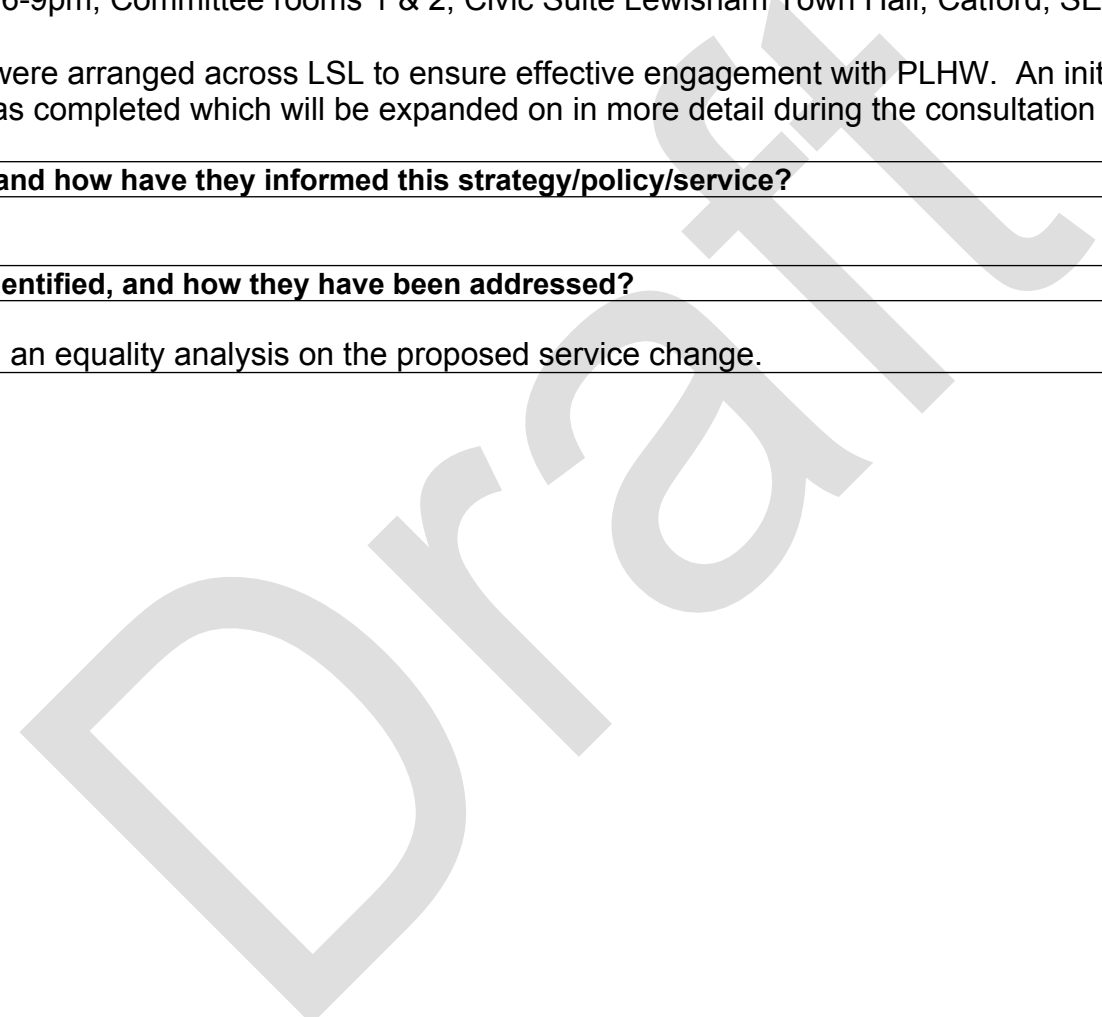 6-9pm, Committee rooms 1 & 2, Civic Suite Lewisham Town Hall, Catford, SE
were arranged across LSL to ensure effective engagement with PLHW.  An init
as completed which will be expanded on in more detail during the consultation
and how have they informed this strategy/policy/service?
entified, and how they have been addressed?
an equality analysis on the proposed service change.
Draft